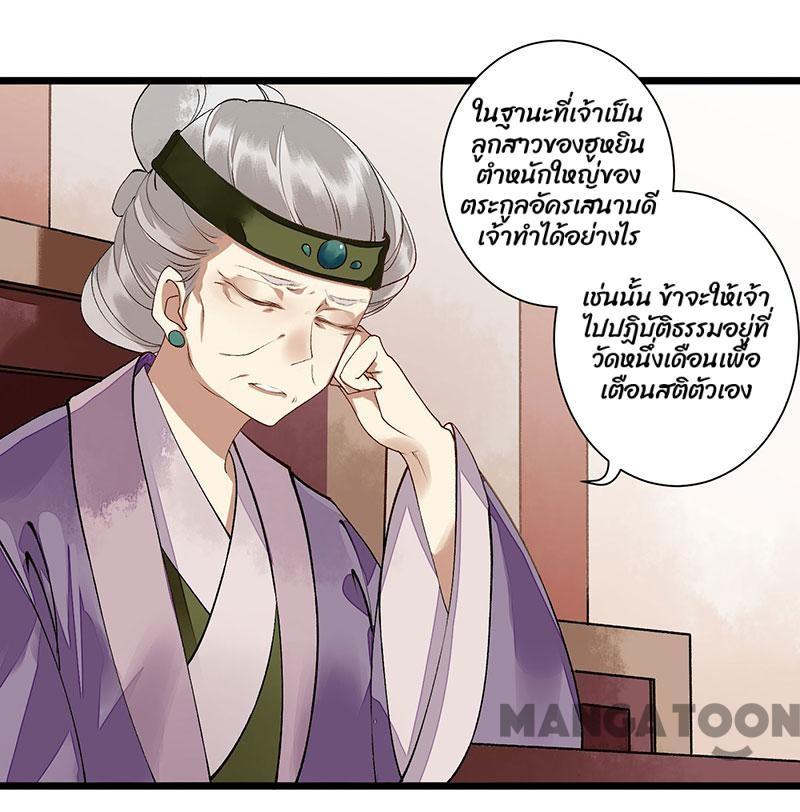 ในฐานะที่เจ้าเป็น
ลูกสาวของฮูหยิน
ตำหนักใหญ่ของ
ตระกูลอัครเสนาบดี
เจ้าทำได้อย่างไร
เช่นนั้น ข้าจะให้เจ้า
ไปปฏิบัติธรรมอยู่ที่
วัดหนึ่งเดือนเพื่อ
เตือนสติตัวเอง
MANGATOON